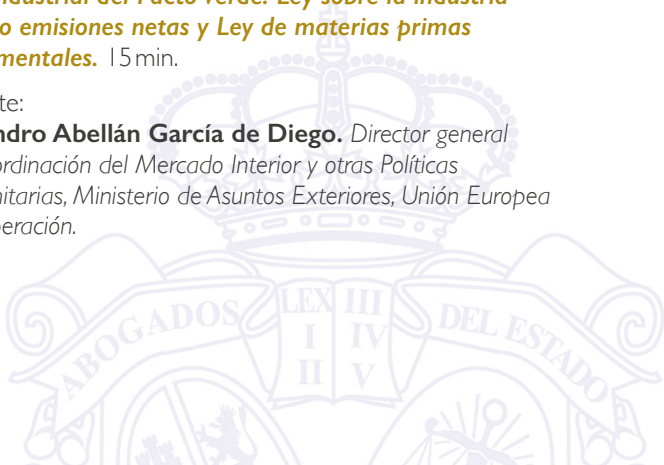 ndustrial del Pacto Verde: Ley sobre la industria
o emisiones netas y Ley de materias primas
mentales. 15 min.
te:
ndro Abellán García de Diego. Director general
ordinación del Mercado Interior y otras Políticas
nitarias, Ministerio de Asuntos Exteriores, Unión Europea
peración.
LEX III
I IV
II V
ABOGADOS DEL ESTADO